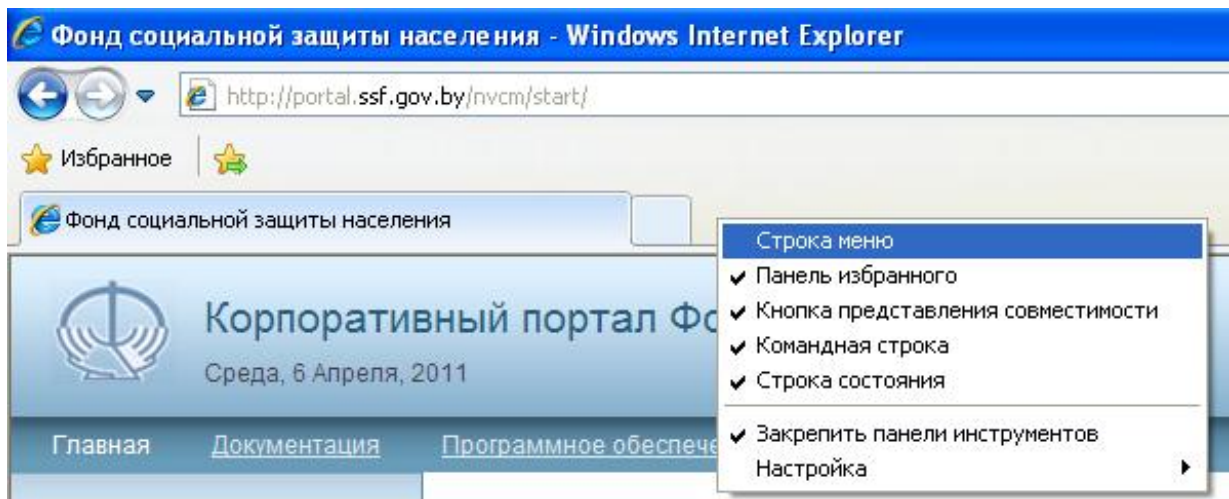 Фонд социальной защиты населения - Windows Internet Explorer
http://portal.ssf.gov.by/nvcm/start/
Избранное
Фонд социальной защиты населения
Строка меню
Панель избранного
Кнопка представления совместимости
Командная строка
Строка состояния
Закрепить панели инструментов
Настройка
Корпоративный портал
Среда, 6 Апреля, 2011
Главная Документация Программное